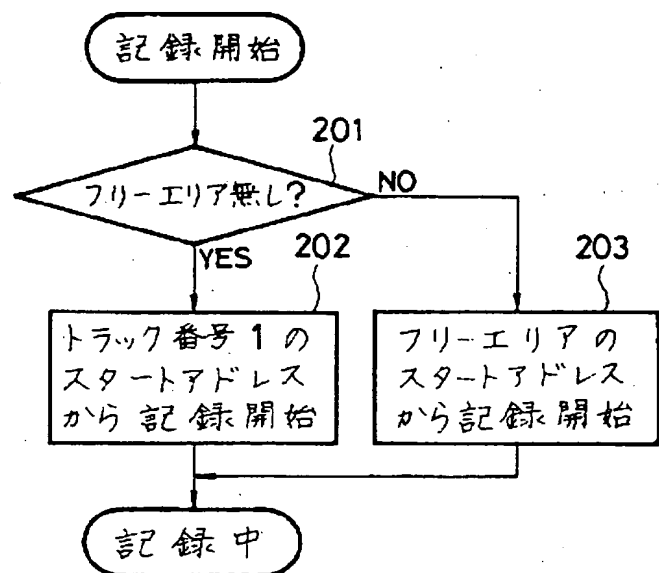 記録開始
201
フリーエリア無し?
NO
YES
202
203
トラック番号1の
スタートアドレス
から記録開始
フリーエリアの
スタートアドレス
から記録開始
記録中